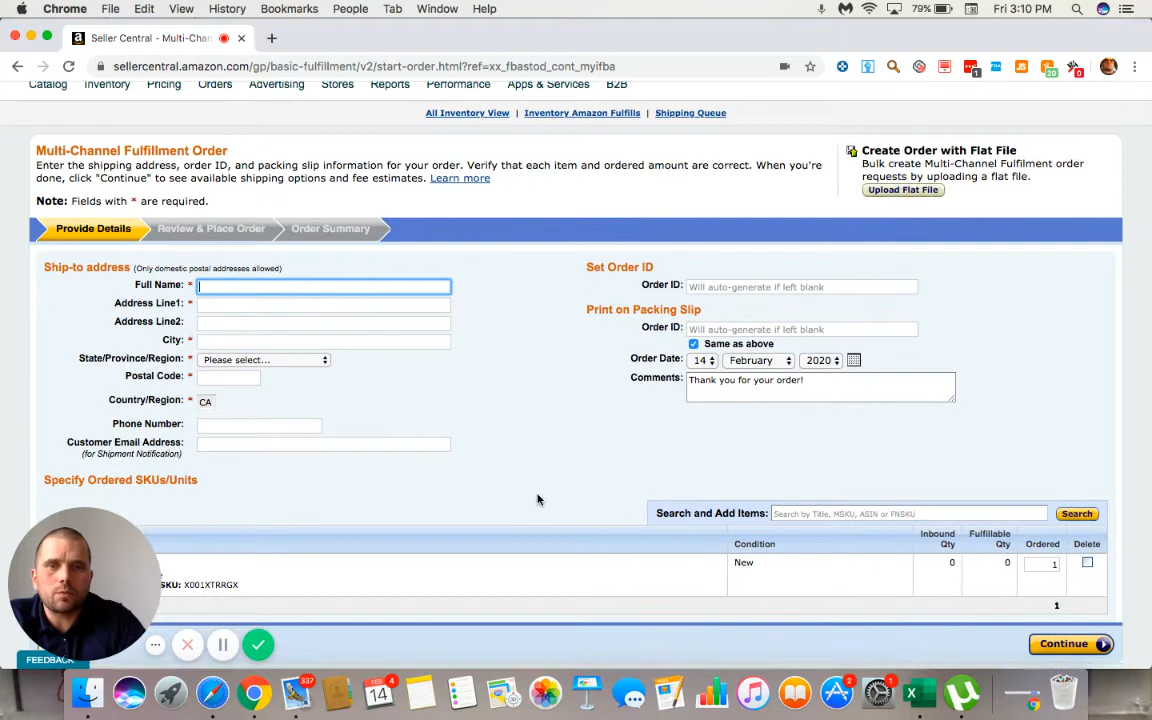 Chrome File Edit View History Bookmarks People Tab Window Help 79% Fri 3:10 PM
Seller Central - Multi-Chan
sellercentral.amazon.com/gp/basic-fulfillment/v2/start-order.html?ref=xx_fbastod_cont_myifba
Catalog Inventory Pricing Orders Advertising Stores Reports Performance Apps & Services B2B
All Inventory View | Inventory Amazon Fulfills | Shipping Queue
Multi-Channel Fulfillment Order
Enter the shipping address, order ID, and packing slip information for your order. Verify that each item and ordered amount are correct. When you're
done, click "Continue" to see available shipping options and fee estimates. Learn more
Create Order with Flat File
Bulk create Multi-Channel Fulfilment order
requests by uploading a flat file.
Upload Flat File
Note: Fields with * are required.
Provide Details Review & Place Order Order Summary
Ship-to address (Only domestic postal addresses allowed)
Full Name: *
Address Line1: *
Address Line2:
City: *
State/Province/Region: * Please select...
Postal Code: *
Country/Region: * CA
Phone Number:
Customer Email Address:
(for Shipment Notification)
Set Order ID
Order ID: Will auto-generate if left blank
Print on Packing Slip
Order ID: Will auto-generate if left blank
Same as above
Order Date: 14 February 2020
Comments: Thank you for your order!
Specify Ordered SKUs/Units
Search and Add Items: Search by Title, MSKU, ASIN or FNSKU Search
Condition Inbound Qty Fulfillable Qty Ordered Delete
New 0 0 1
SKU: X001XTRRGX
1
Continue
FEEDBACK
337 FEB 14 4 2 1